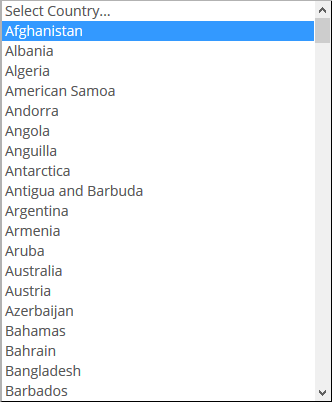 Select Country...
Afghanistan
Albania
Algeria
American Samoa
Andorra
Angola
Anguilla
Antarctica
Antigua and Barbuda
Argentina
Armenia
Aruba
Australia
Austria
Azerbaijan
Bahamas
Bahrain
Bangladesh
Barbados